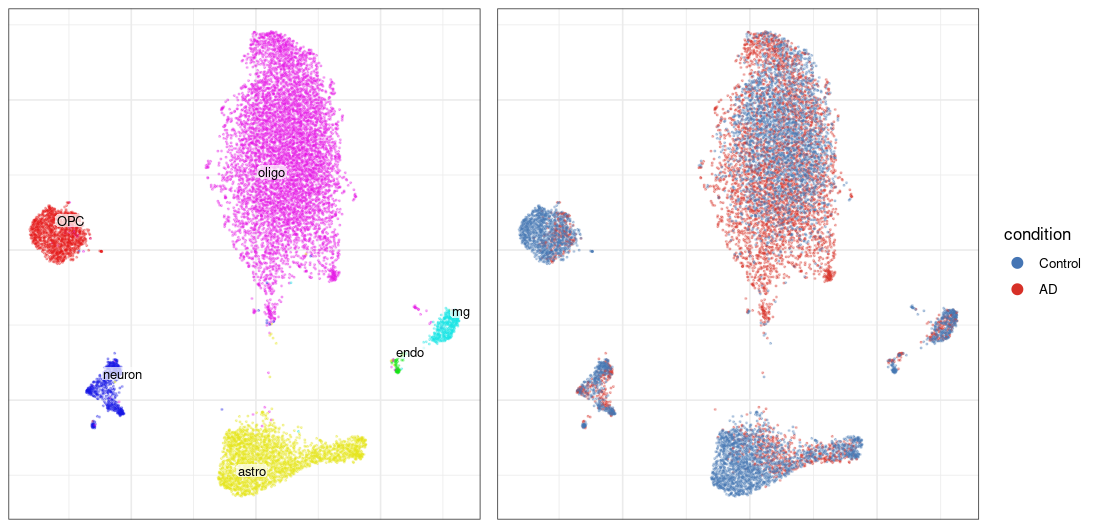 oligo
OPC
mg
endo
neuron
astro
condition
Control
AD